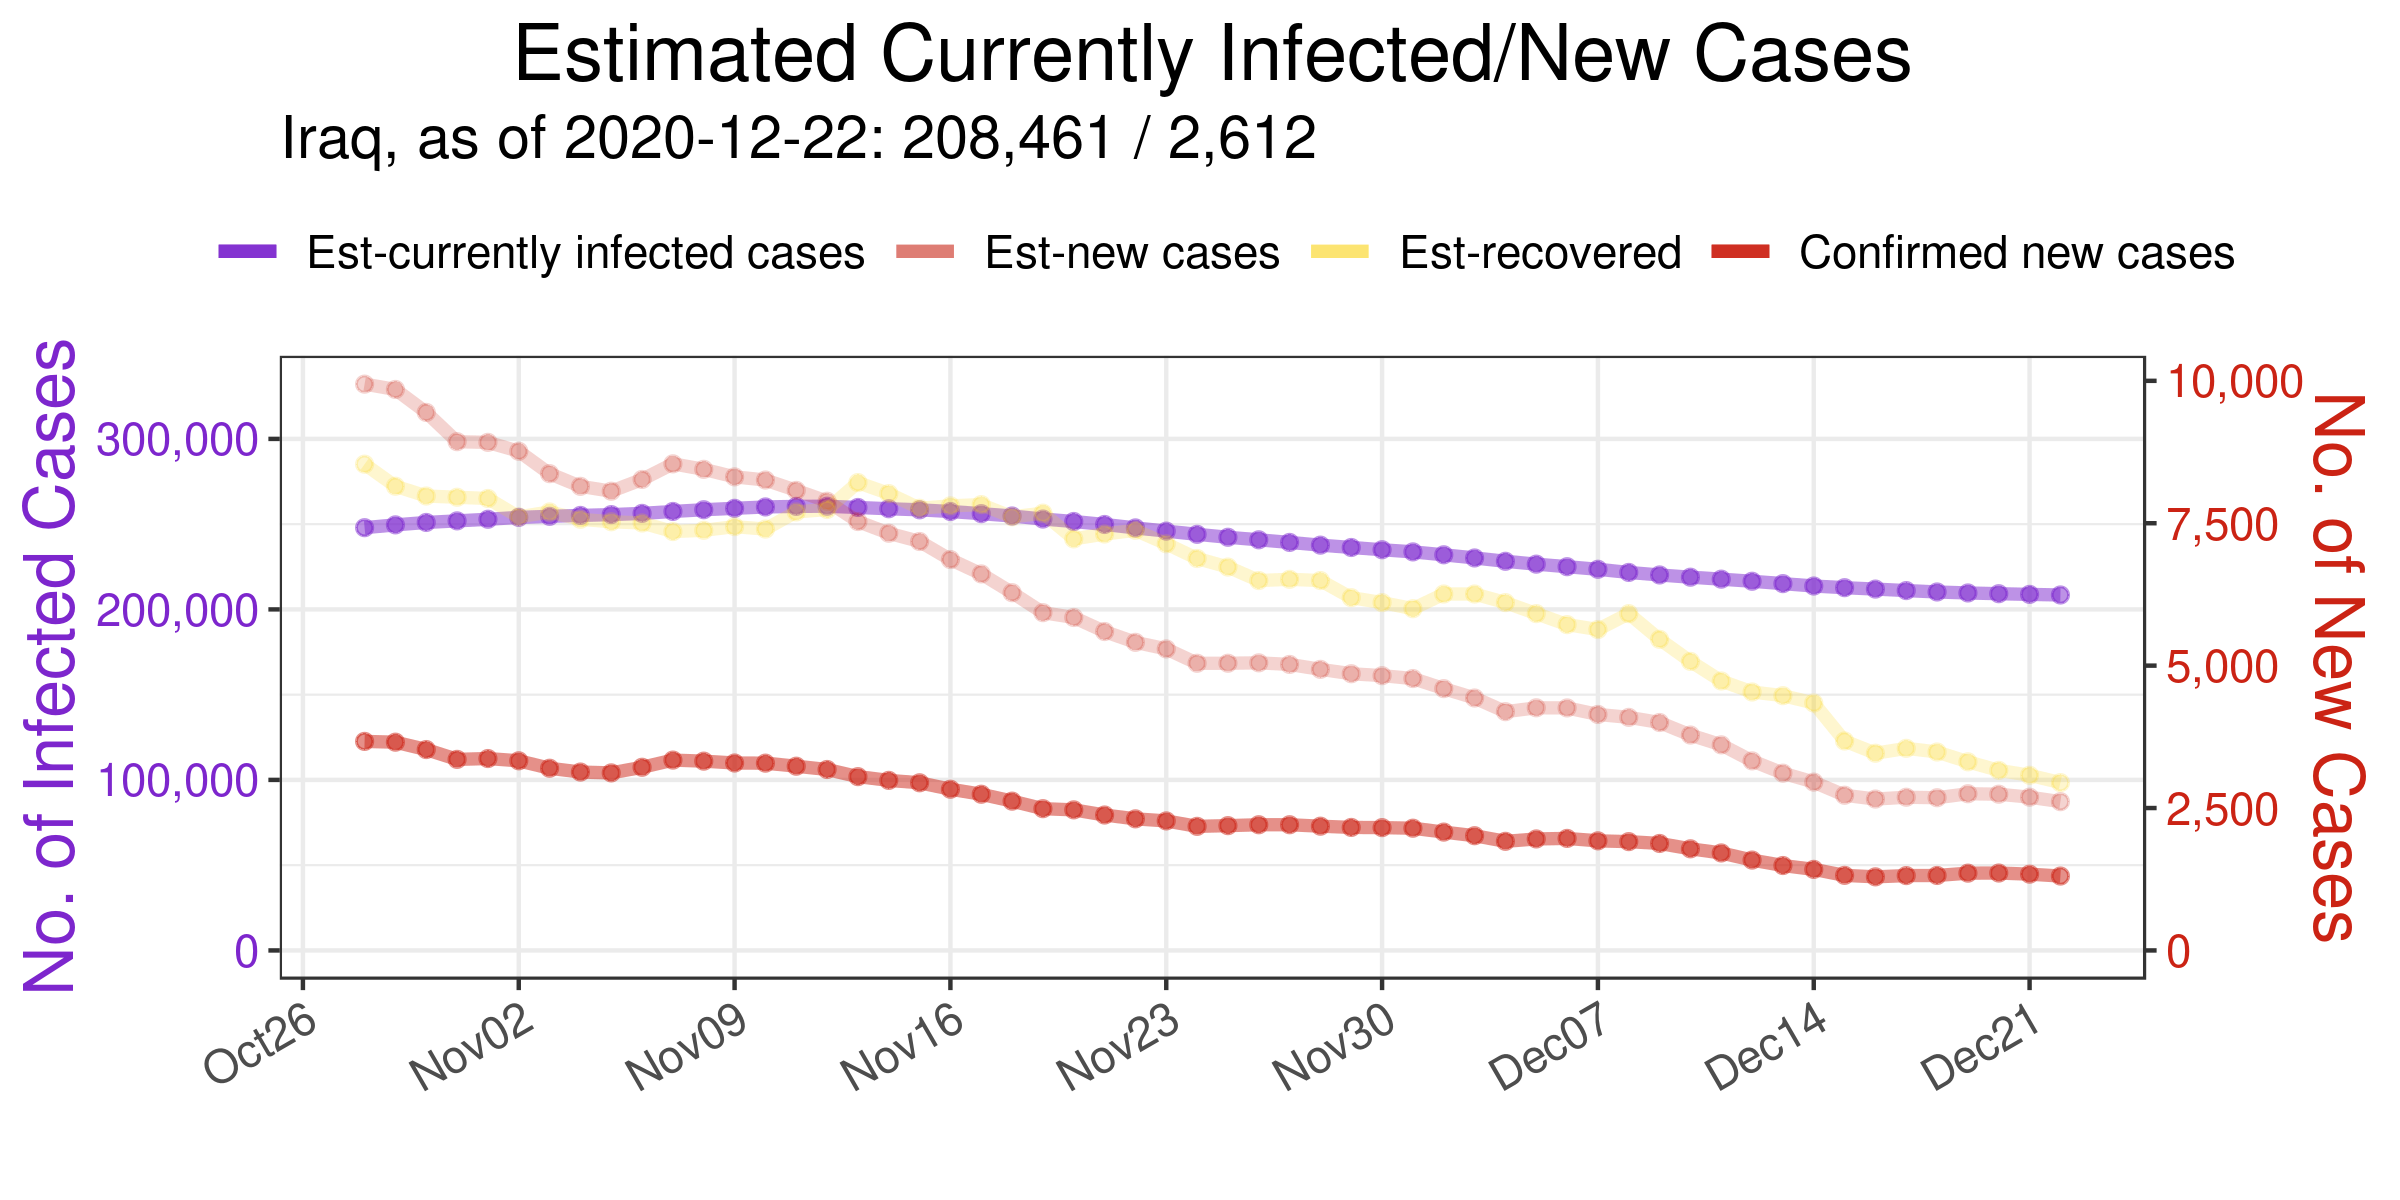 Estimated Currently Infected/New Cases
Iraq, as of 2020-12-22: 208,461 / 2,612
Est-currently infected cases Est-new cases Est-recovered Confirmed new cases
No. of Infected Cases
300,000
200,000
100,000
0
10,000
7,500
5,000
2,500
0
No. of New Cases
Oct26 Nov02 Nov09 Nov16 Nov23 Nov30 Dec07 Dec14 Dec21